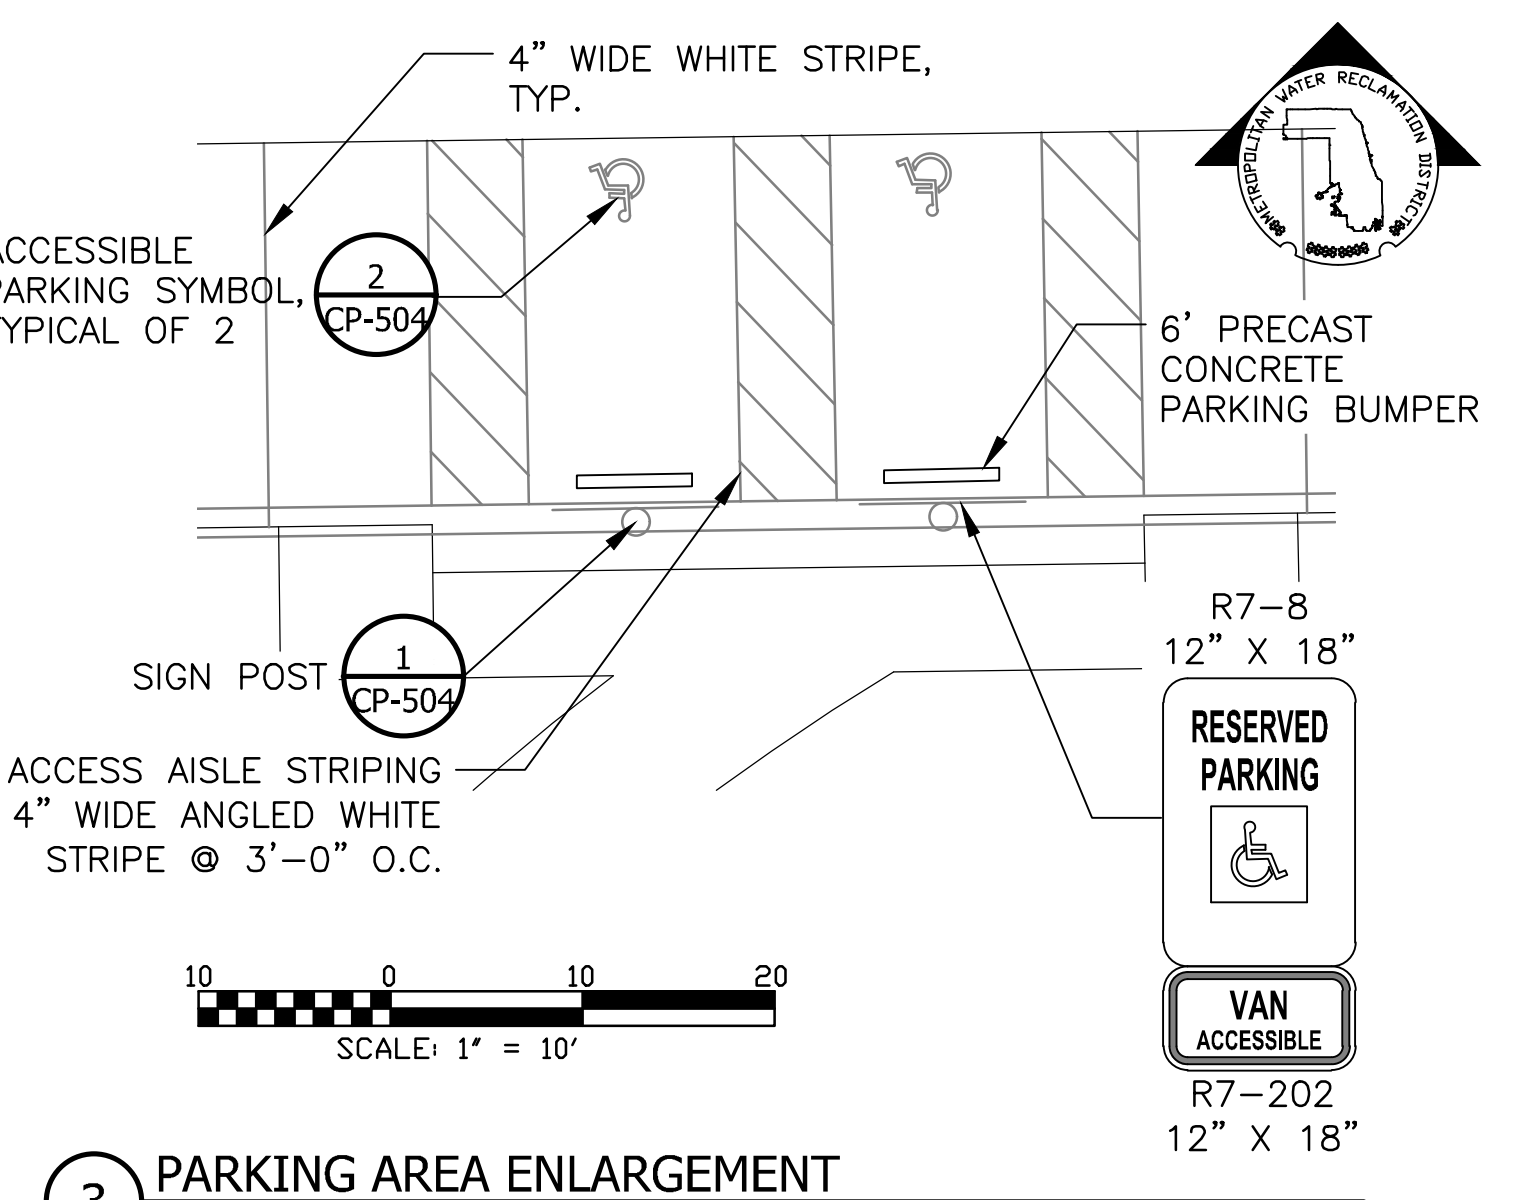 4” WIDE WHITE STRIPE,
TYP.
METROPOLITAN WATER RECLAMATION DISTRICT
ACCESSIBLE
PARKING SYMBOL,
TYPICAL OF 2
2
CP-504
6’ PRECAST
CONCRETE
PARKING BUMPER
SIGN POST
1
CP-504
ACCESS AISLE STRIPING
4” WIDE ANGLED WHITE
STRIPE @ 3’-0” O.C.
R7-8
12” X 18”
RESERVED
PARKING
VAN
ACCESSIBLE
R7-202
12” X 18”
10 0 10 20
SCALE: 1" = 10'
3
PARKING AREA ENLARGEMENT